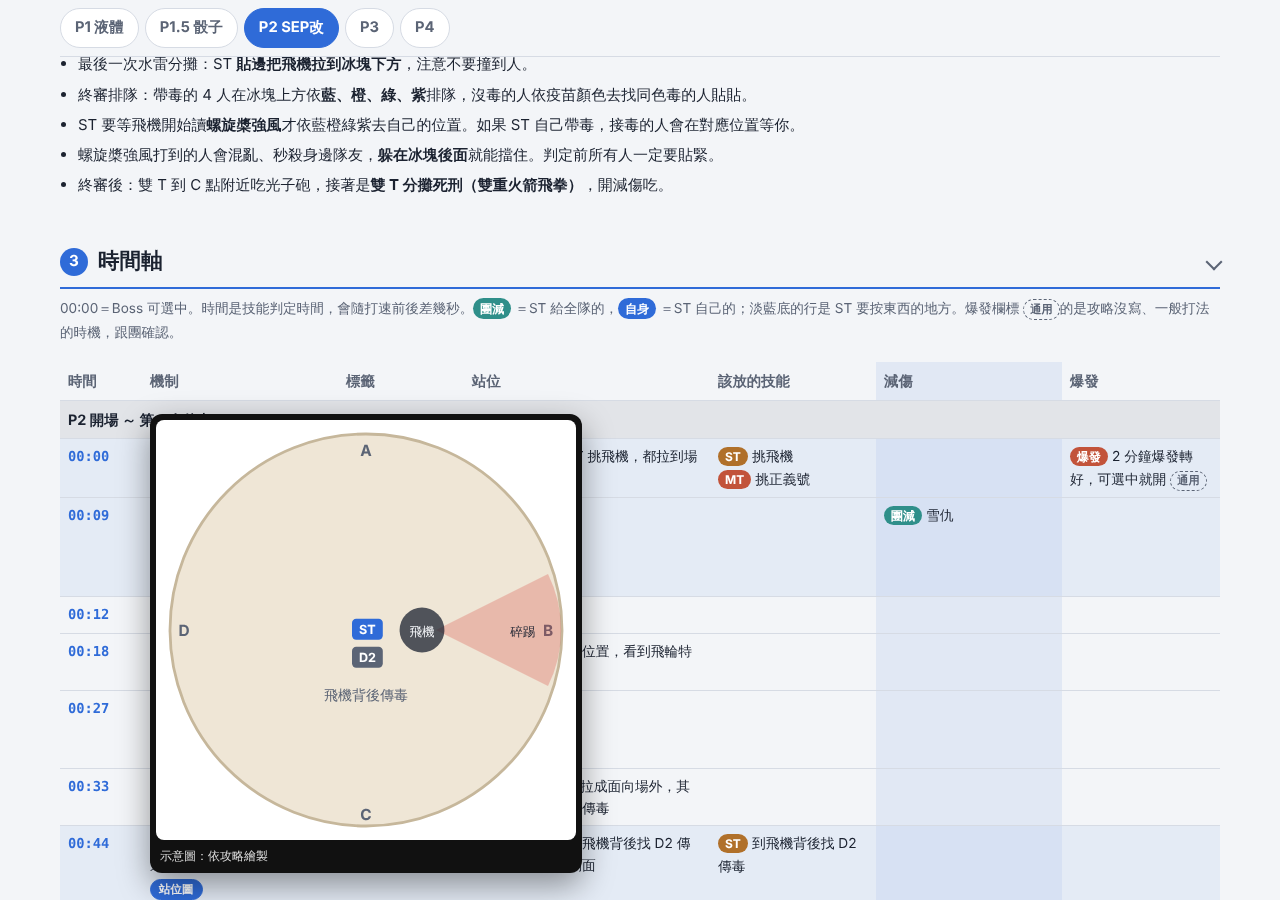 P1 液體
P1.5 骰子
P2 SEP改
P3
P4
最後一次水雷分攤：ST 貼邊把飛機拉到冰塊下方，注意不要撞到人。
終審排隊：帶毒的 4 人在冰塊上方依藍、橙、綠、紫排隊，沒毒的人依疫苗顏色去找同色毒的人貼貼。
ST 要等飛機開始讀螺旋槳強風才依藍橙綠紫去自己的位置。如果 ST 自己帶毒，接毒的人會在對應位置等你。
螺旋槳強風打到的人會混亂、秒殺身邊隊友，躲在冰塊後面就能擋住。判定前所有人一定要貼緊。
終審後：雙 T 到 C 點附近吃光子砲，接著是雙 T 分攤死刑（雙重火箭飛拳），開減傷吃。
3 時間軸
00:00＝Boss 可選中。時間是技能判定時間，會隨打速前後差幾秒。團減 ＝ST 給全隊的，自身 ＝ST 自己的；淡藍底的行是 ST 要按東西的地方。爆發欄標 通用 的是攻略沒寫、一般打法
的時機，跟團確認。
時間 機制 標籤 站位 該放的技能 減傷 爆發
P2 開場 ～ 第
00:00
挑飛機，都拉到場
ST 挑飛機
MT 挑正義號
爆發 2 分鐘爆發轉
好，可選中就開 通用
00:09
團減 雪仇
00:12
00:18
位置，看到飛輪特
00:27
00:33
拉成面向場外，其
傳毒
00:44
飛機背後找 D2 傳
面
ST 到飛機背後找 D2
傳毒
站位圖
A
D
ST
D2
飛機
碎踢
B
飛機背後傳毒
C
示意圖：依攻略繪製